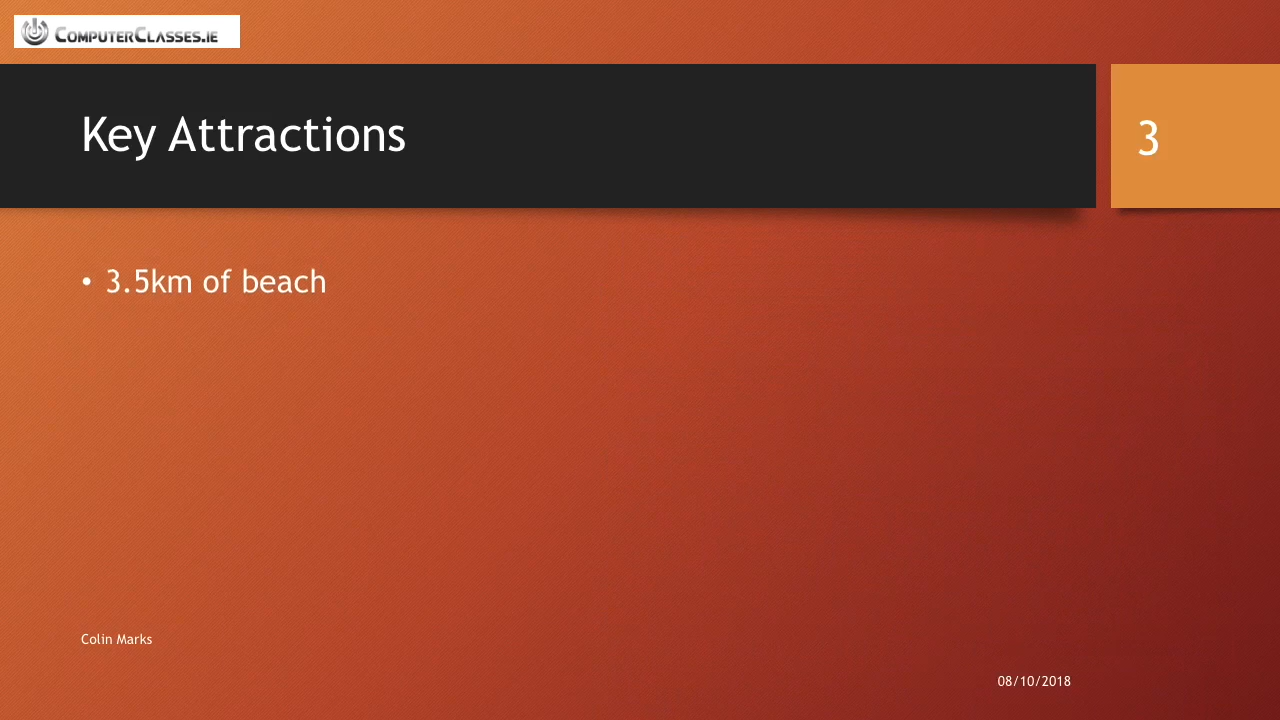 ComputerClasses.ie
Key Attractions
3
• 3.5km of beach
Colin Marks
08/10/2018